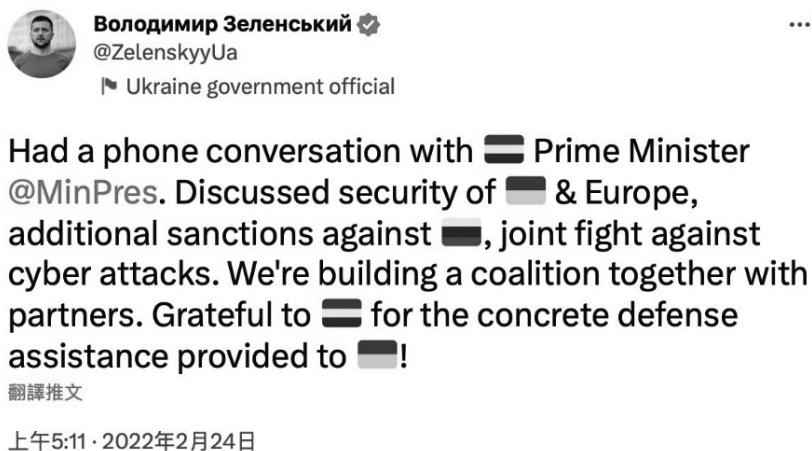 Володимир Зеленський
@ZelenskyyUa
Ukraine government official
Had a phone conversation with Prime Minister
@MinPres. Discussed security of & Europe,
additional sanctions against , joint fight against
cyber attacks. We're building a coalition together with
partners. Grateful to for the concrete defense
assistance provided to !
翻譯推文
上午5:11 · 2022年2月24日